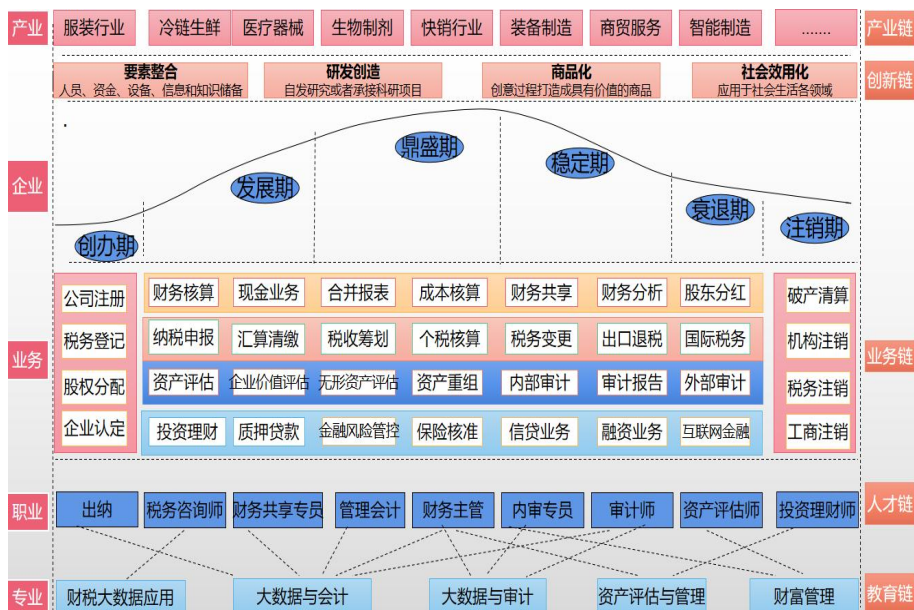 产业 服装行业 冷链生鲜 医疗器械 生物制剂 快销行业 装备制造 商贸服务 智能制造 ....... 产业链
要素整合 研发创造 商品化 社会效用化
人员、资金、设备、信息和知识储备 自发研究或者承接科研项目 创意过程打造成具有价值的商品 应用于社会生活各领域
创新链
鼎盛期
稳定期
企业
发展期
衰退期
注销期
创办期
公司注册 财务核算 现金业务 合并报表 成本核算 财务共享 财务分析 股东分红 破产清算
税务登记 纳税申报 汇算清缴 税收筹划 个税核算 税务变更 出口退税 国际税务 机构注销
业务 业务链
股权分配 资产评估 企业价值评估 无形资产评估 资产重组 内部审计 审计报告 外部审计 税务注销
企业认定 投资理财 质押贷款 金融风险管控 保险核准 信贷业务 融资业务 互联网金融 工商注销
职业 出纳 税务咨询师 财务共享专员 管理会计 财务主管 内审专员 审计师 资产评估师 投资理财师 人才链
专业 财税大数据应用 大数据与会计 大数据与审计 资产评估与管理 财富管理 教育链